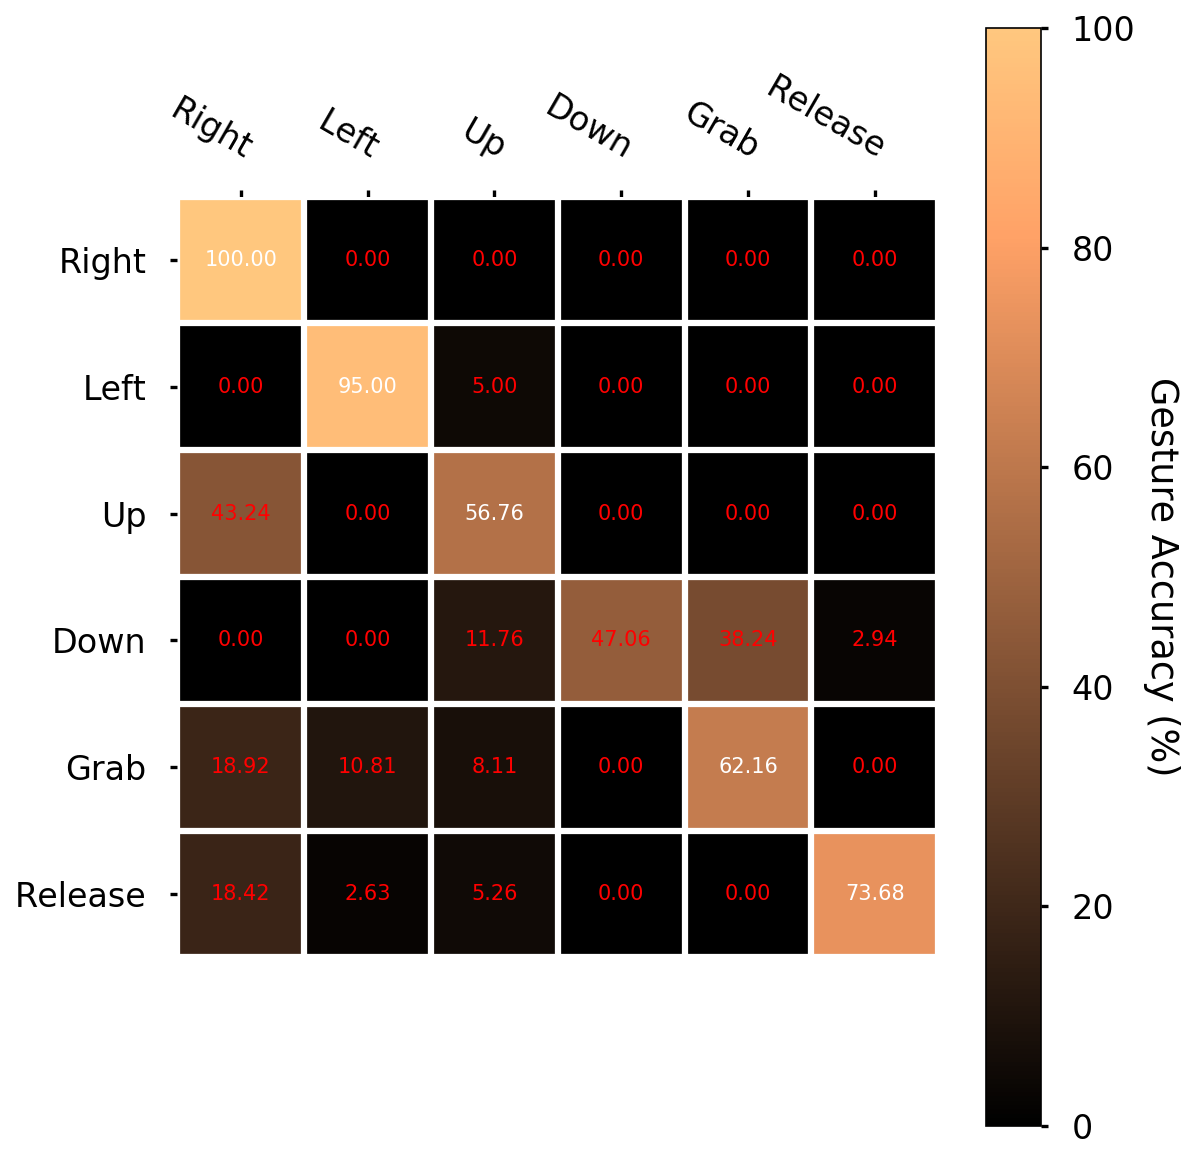 Right Left Up Down Grab Release
Right 100.00 0.00 0.00 0.00 0.00 0.00
Left 0.00 95.00 5.00 0.00 0.00 0.00
Up 43.24 0.00 56.76 0.00 0.00 0.00
Down 0.00 0.00 11.76 47.06 38.24 2.94
Grab 18.92 10.81 8.11 0.00 62.16 0.00
Release 18.42 2.63 5.26 0.00 0.00 73.68
100
80
60
40
20
0
Gesture Accuracy (%)